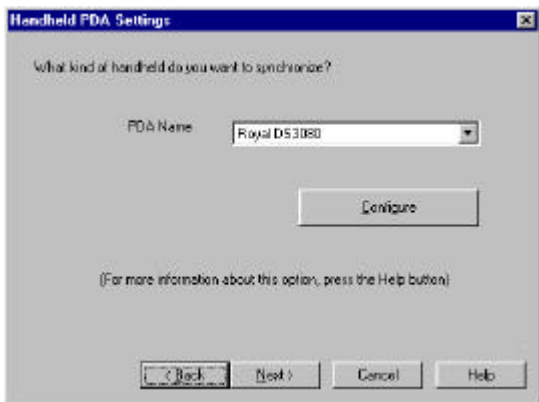 Handheld PDA Settings
What kind of handheld do you want to synchronize?
PDA Name
Royal DS3080
Configure
(For more information about this option, press the Help button)
< Back
Next >
Cancel
Help